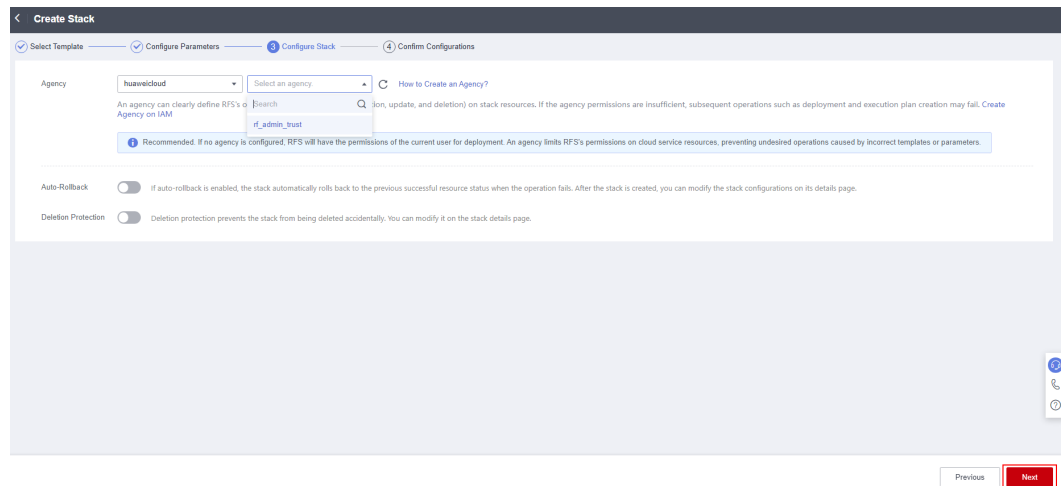 Create Stack
Select Template
Configure Parameters
3 Configure Stack
4 Confirm Configurations
Agency
huaweicloud
Select an agency
How to Create an Agency?
An agency can clearly define RFS's o
tion, update, and deletion) on stack resources. If the agency permissions are insufficient, subsequent operations such as deployment and execution plan creation may fail. Create
Agency on IAM
Search
rf_admin_trust
Recommended. If no agency is configured, RFS will have the permissions of the current user for deployment. An agency limits RFS's permissions on cloud service resources, preventing undesired operations caused by incorrect templates or parameters.
Auto-Rollback
If auto-rollback is enabled, the stack automatically rolls back to the previous successful resource status when the operation fails. After the stack is created, you can modify the stack configurations on its details page.
Deletion Protection
Deletion protection prevents the stack from being deleted accidentally. You can modify it on the stack details page.
Previous
Next